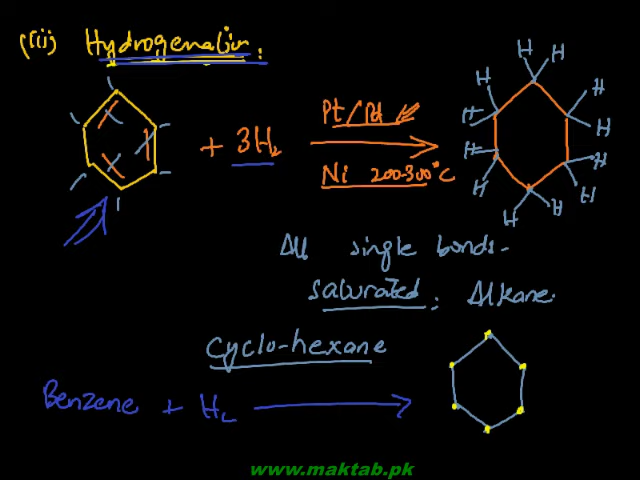 (iii) Hydrogenation:
+ 3H₂
Pt/Pd
Ni 200-300°C
H H
H H
H H
H H
H H
H H
All single bonds-
saturated: Alkane.
Cyclo-hexane
Benzene + H₂
www.maktab.pk